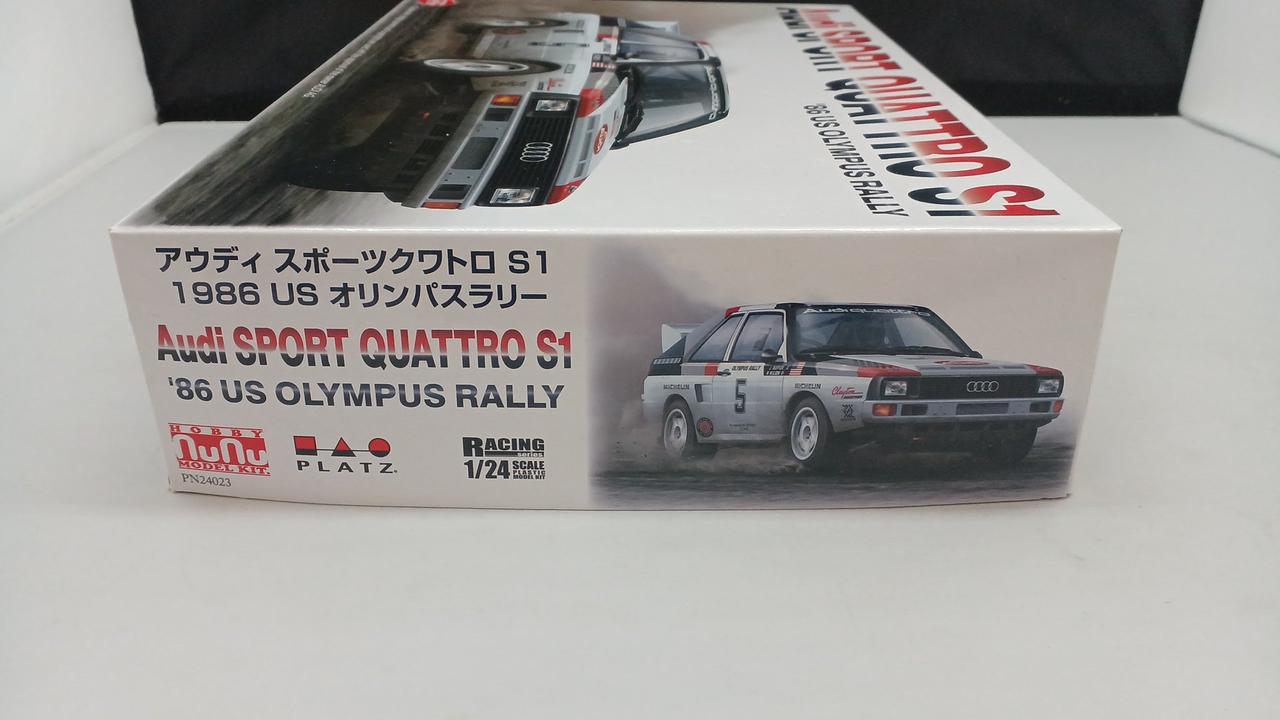 Audi SPORT QUATTRO S1
'86 US OLYMPUS RALLY
アウディ スポーツクワトロ S1
1986 US オリンパスラリー
Audi SPORT QUATTRO S1
'86 US OLYMPUS RALLY
HOBBY
NuNu
MODEL KIT.
PN24023
PLATZ
RACING
series
1/24 SCALE
PLASTIC
MODEL KIT
Audi quattro
OLYMPUS RALLY
MICHELIN
5
MICHELIN
Clayton